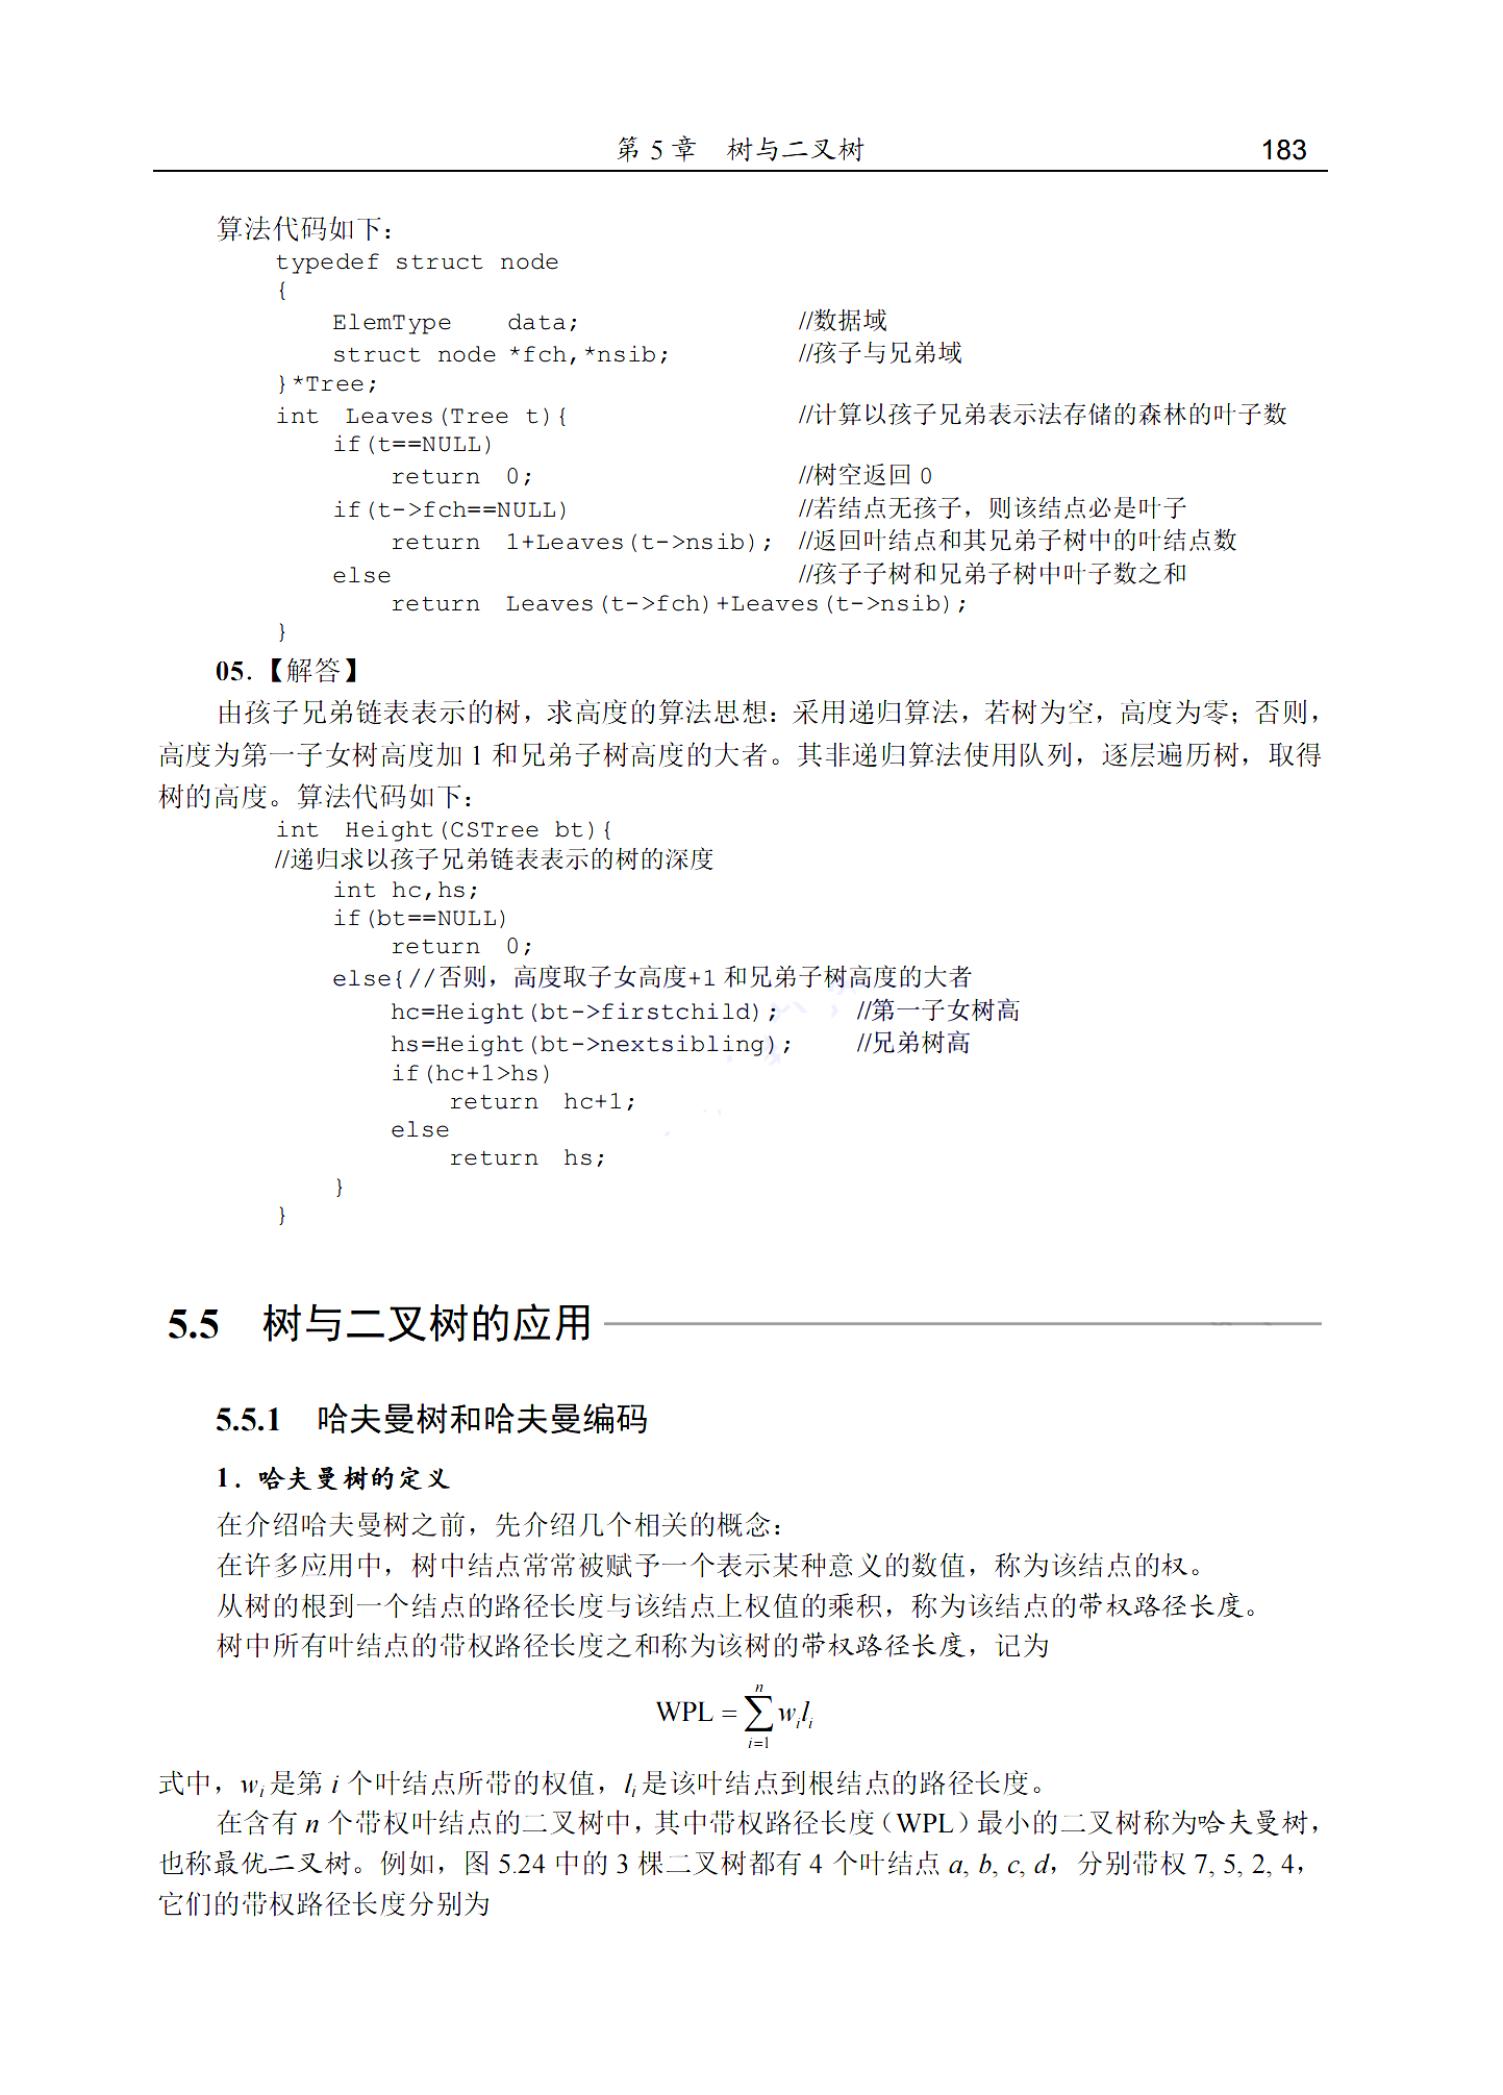 第 5 章 树与二叉树 183
算法代码如下：
typedef struct node
{
ElemType data; //数据域
struct node *fch,*nsib; //孩子与兄弟域
}*Tree;
int Leaves(Tree t){ //计算以孩子兄弟表示法存储的森林的叶子数
if(t==NULL)
return 0; //树空返回 0
if(t->fch==NULL) //若结点无孩子，则该结点必是叶子
return 1+Leaves(t->nsib); //返回叶结点和其兄弟子树中的叶结点数
else //孩子子树和兄弟子树中叶子数之和
return Leaves(t->fch)+Leaves(t->nsib);
}
05.【解答】
由孩子兄弟链表表示的树，求高度的算法思想：采用递归算法，若树为空，高度为零；否则，
高度为第一子女树高度加 1 和兄弟子树高度的大者。其非递归算法使用队列，逐层遍历树，取得
树的高度。算法代码如下：
int Height(CSTree bt){
//递归求以孩子兄弟链表表示的树的深度
int hc,hs;
if(bt==NULL)
return 0;
else{//否则，高度取子女高度+1 和兄弟子树高度的大者
hc=Height(bt->firstchild); //第一子女树高
hs=Height(bt->nextsibling); //兄弟树高
if(hc+1>hs)
return hc+1;
else
return hs;
}
}
5.5 树与二叉树的应用
5.5.1 哈夫曼树和哈夫曼编码
1．哈夫曼树的定义
在介绍哈夫曼树之前，先介绍几个相关的概念：
在许多应用中，树中结点常常被赋予一个表示某种意义的数值，称为该结点的权。
从树的根到一个结点的路径长度与该结点上权值的乘积，称为该结点的带权路径长度。
树中所有叶结点的带权路径长度之和称为该树的带权路径长度，记为
WPL = \sum_{i=1}^{n} w_i l_i
式中，w_i 是第 i 个叶结点所带的权值，l_i 是该叶结点到根结点的路径长度。
在含有 n 个带权叶结点的二叉树中，其中带权路径长度（WPL）最小的二叉树称为哈夫曼树，
也称最优二叉树。例如，图 5.24 中的 3 棵二叉树都有 4 个叶结点 a, b, c, d，分别带权 7, 5, 2, 4，
它们的带权路径长度分别为